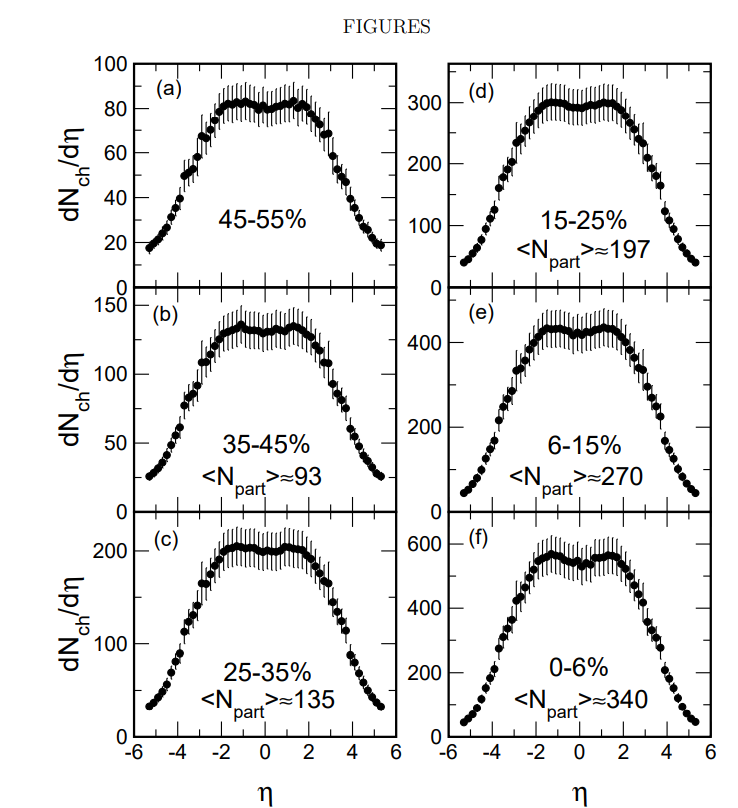 FIGURES
(a)
dN_ch/dη
100
80
60
40
20
0
45-55%
(d)
300
200
100
0
15-25%
<N_part>≈197
(b)
dN_ch/dη
150
100
50
0
35-45%
<N_part>≈93
(e)
400
200
0
6-15%
<N_part>≈270
(c)
dN_ch/dη
200
100
0
25-35%
<N_part>≈135
-6 -4 -2 0 2 4 6
η
(f)
600
400
200
0
0-6%
<N_part>≈340
-6 -4 -2 0 2 4 6
η